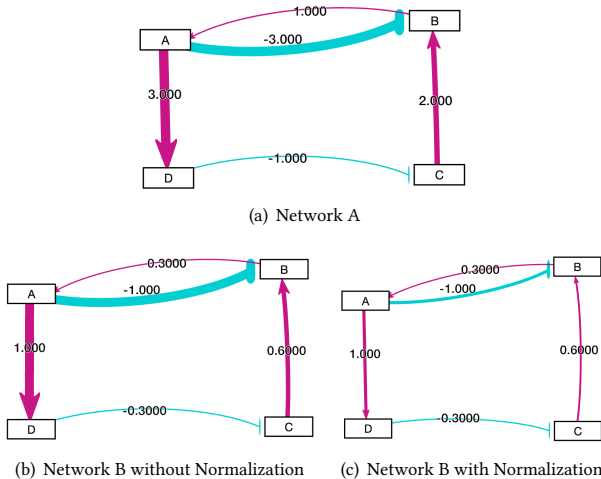 1.000
B
A
-3.000
3.000
2.000
-1.000
D
C
(a) Network A
0.3000
B
A
-1.000
1.000
0.6000
-0.3000
D
C
(b) Network B without Normalization
0.3000
B
A
-1.000
1.000
0.6000
-0.3000
D
C
(c) Network B with Normalization